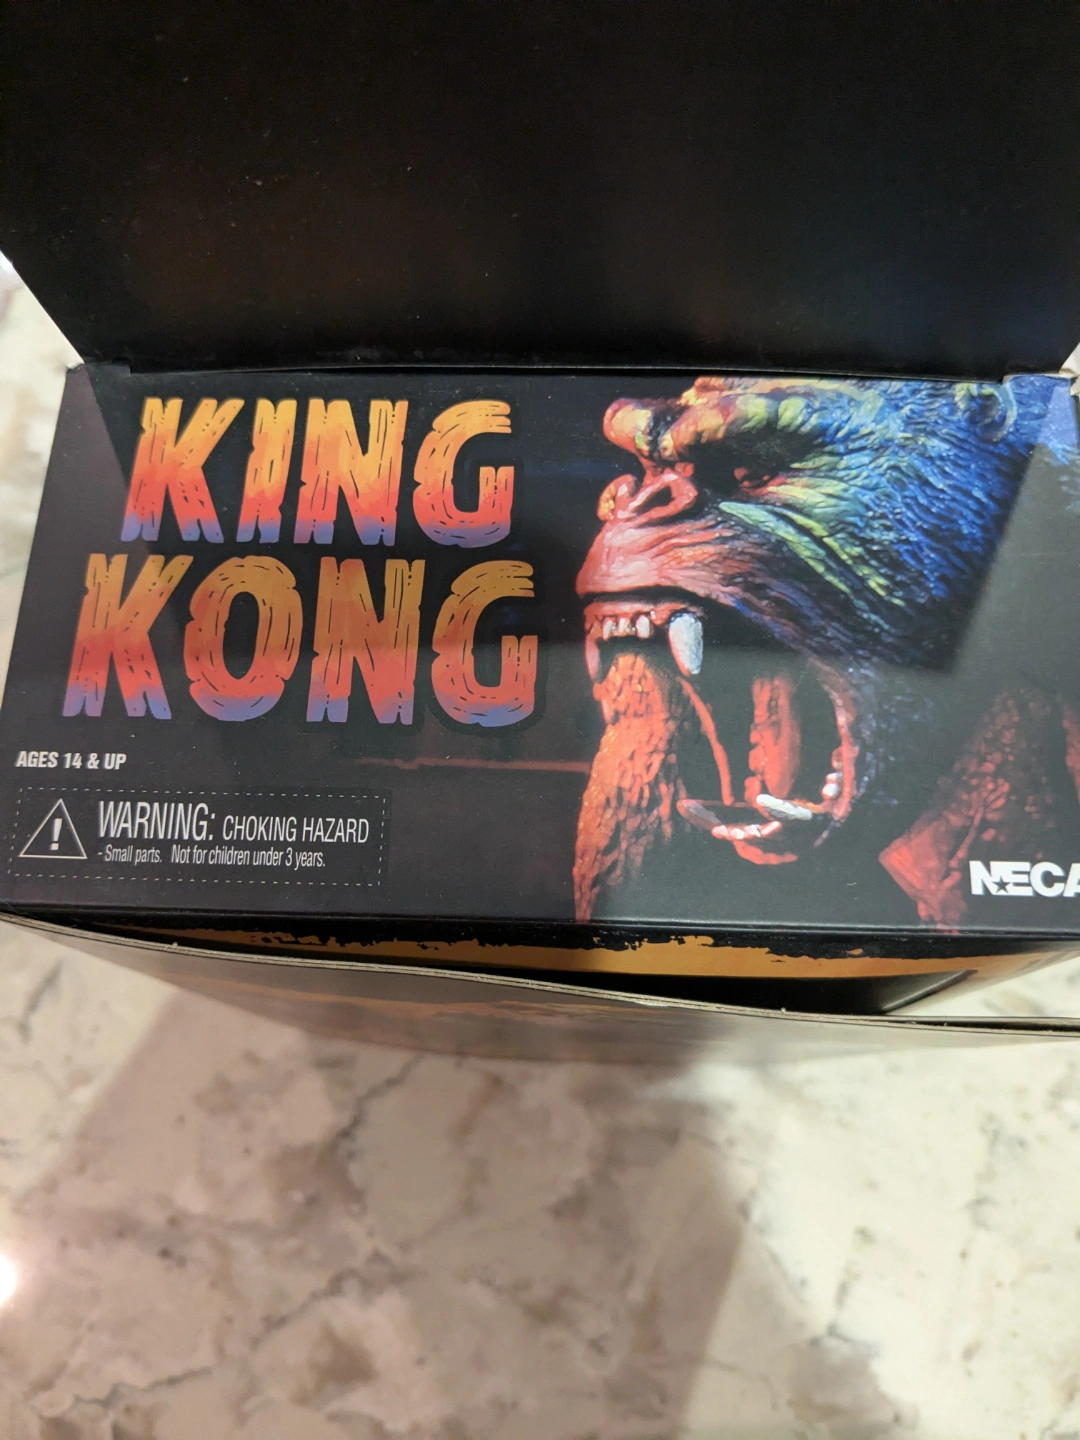 KING
KONG
AGES 14 & UP
WARNING: CHOKING HAZARD
- Small parts. Not for children under 3 years.
NECA